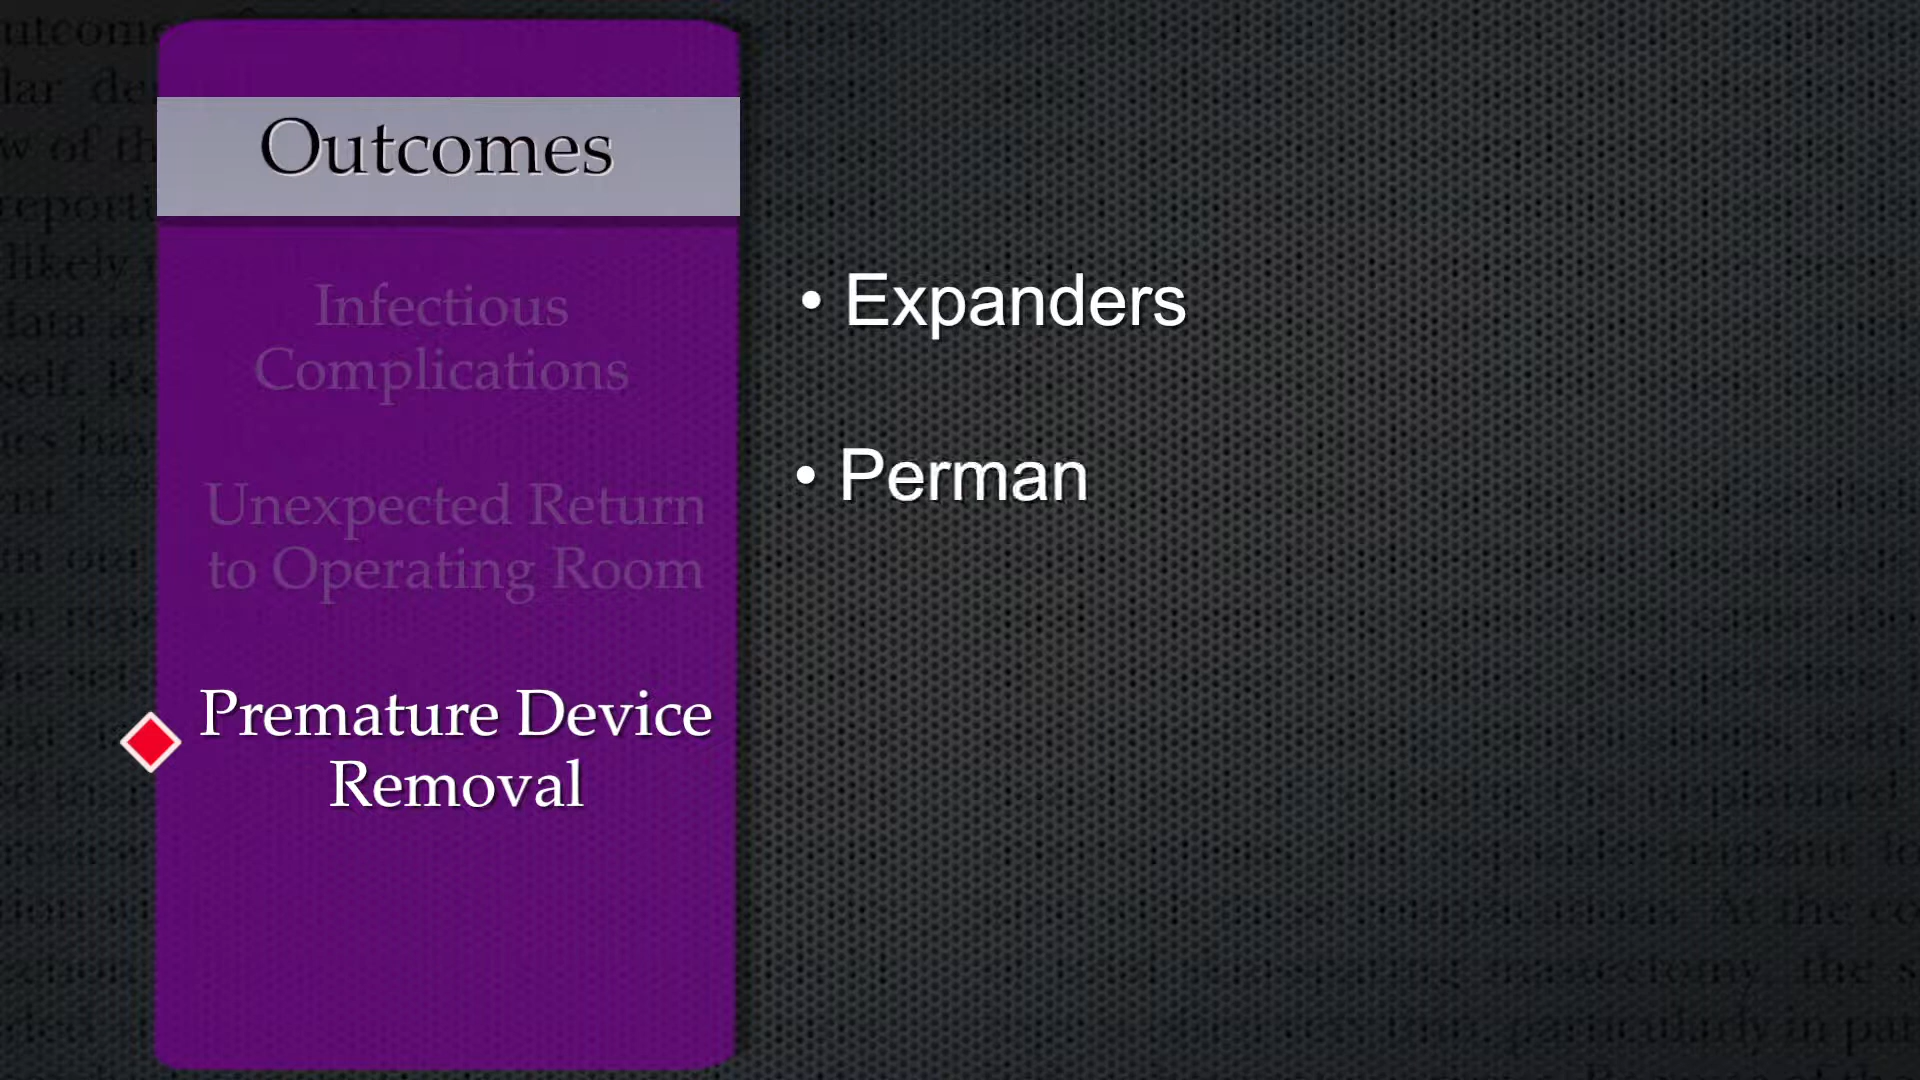 Outcomes
Infectious
Complications
Unexpected Return
to Operating Room
Premature Device
Removal
• Expanders
• Perman